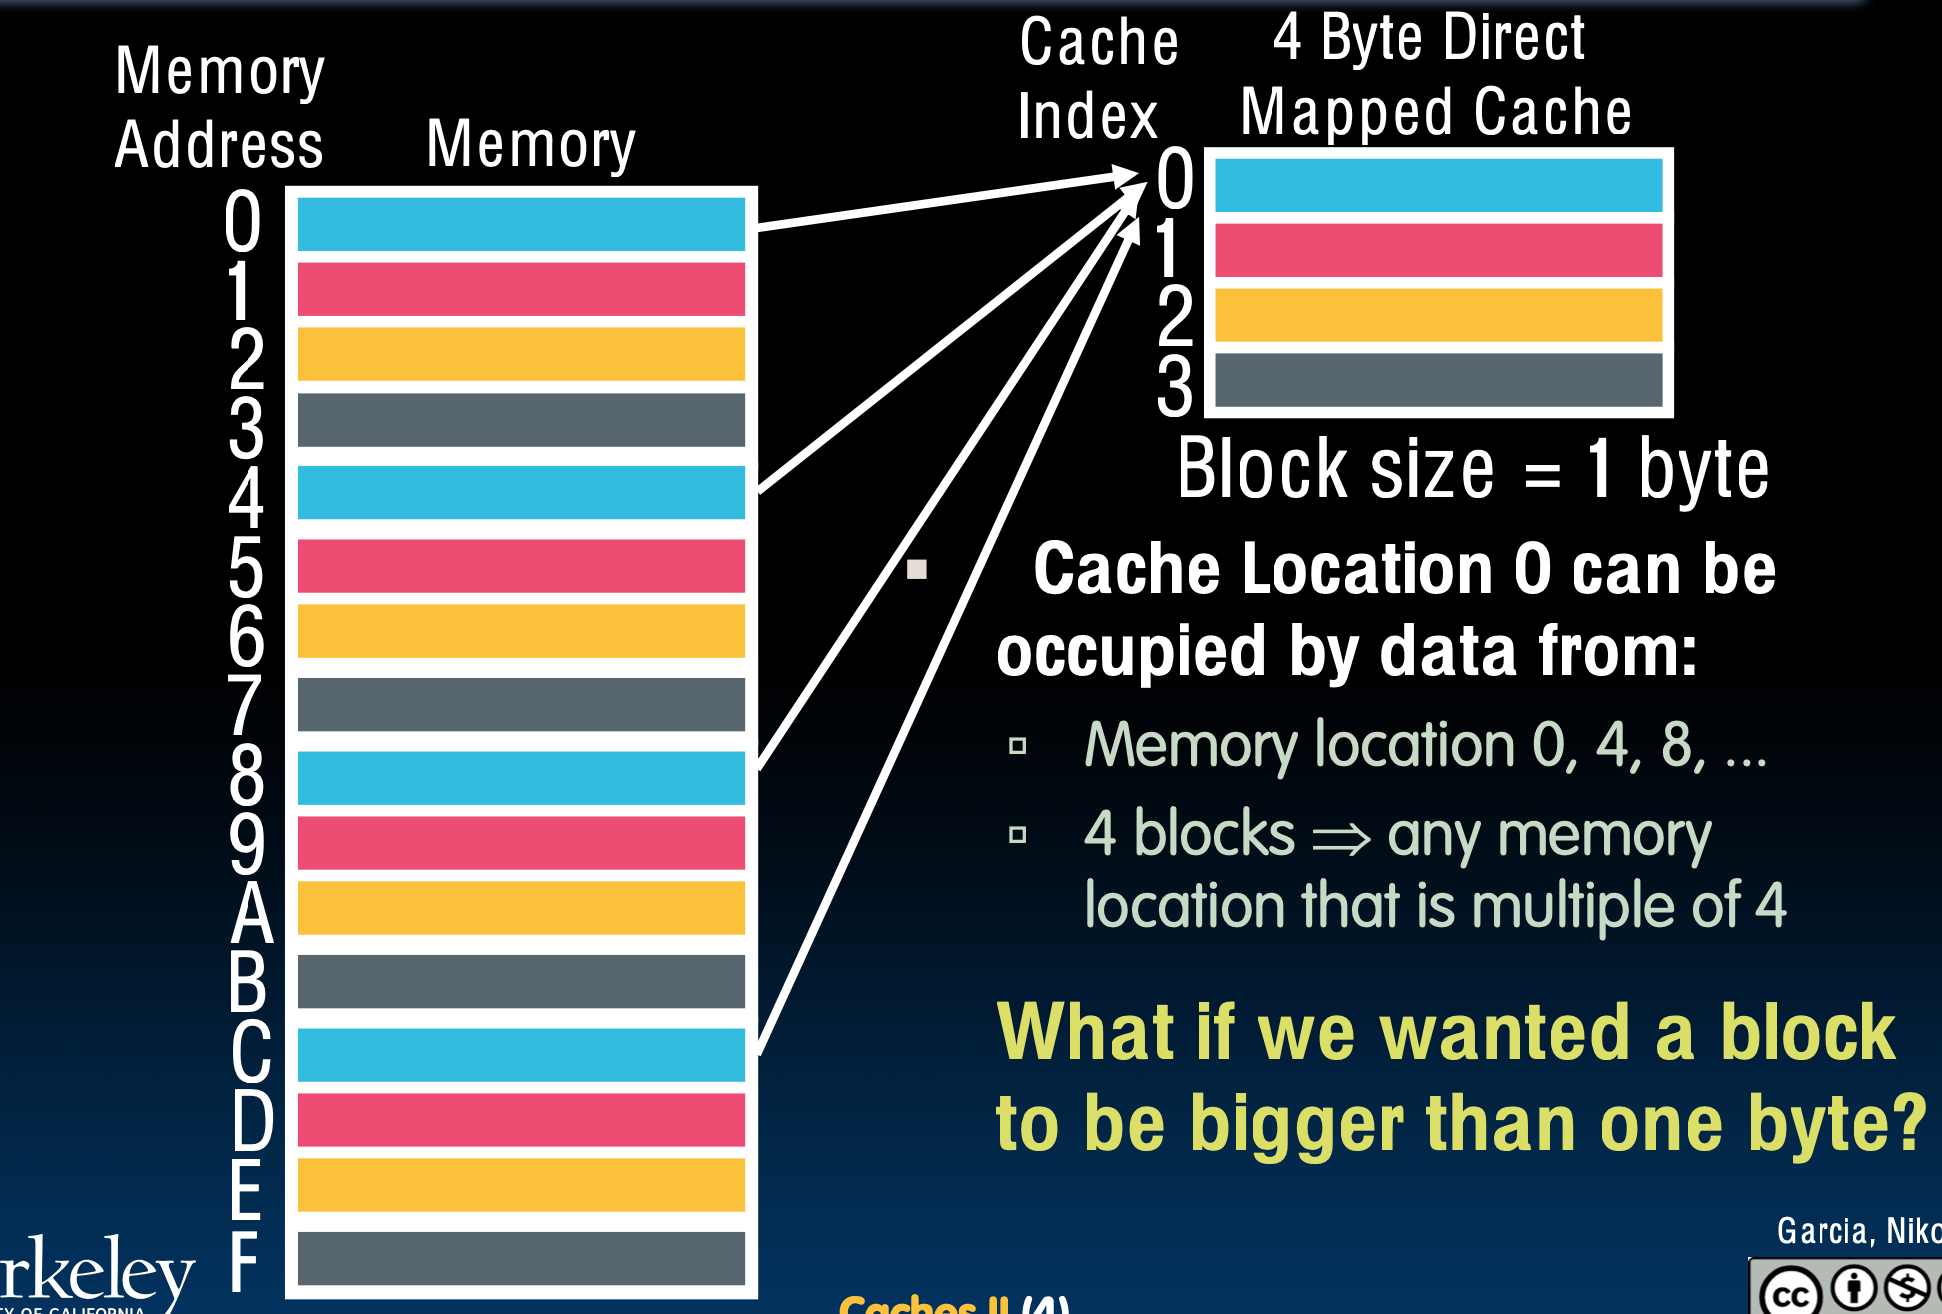 Memory
Address
Memory
0
1
2
3
4
5
6
7
8
9
A
B
C
D
E
F
Cache
Index
4 Byte Direct
Mapped Cache
0
1
2
3
Block size = 1 byte
▪ Cache Location 0 can be
occupied by data from:
▫ Memory location 0, 4, 8, ...
▫ 4 blocks ⇒ any memory
location that is multiple of 4
What if we wanted a block
to be bigger than one byte?
Garcia, Niko
rkeley
OF CALIFORNIA
Caches II (4)
cc